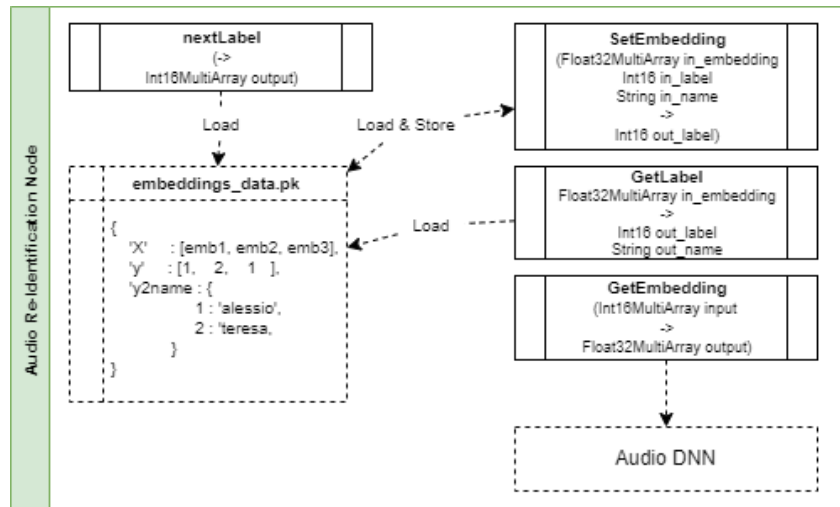 Audio Re-Identification Node
nextLabel
(->
Int16MultiArray output)
Load
embeddings_data.pk
{
'X' : [emb1, emb2, emb3],
'y' : [1, 2, 1 ],
'y2name : {
1 : 'alessio',
2 : 'teresa,
}
}
Load & Store
Load
SetEmbedding
(Float32MultiArray in_embedding
Int16 in_label
String in_name
->
Int16 out_label)
GetLabel
Float32MultiArray in_embedding
->
Int16 out_label
String out_name
GetEmbedding
(Int16MultiArray input
->
Float32MultiArray output)
Audio DNN